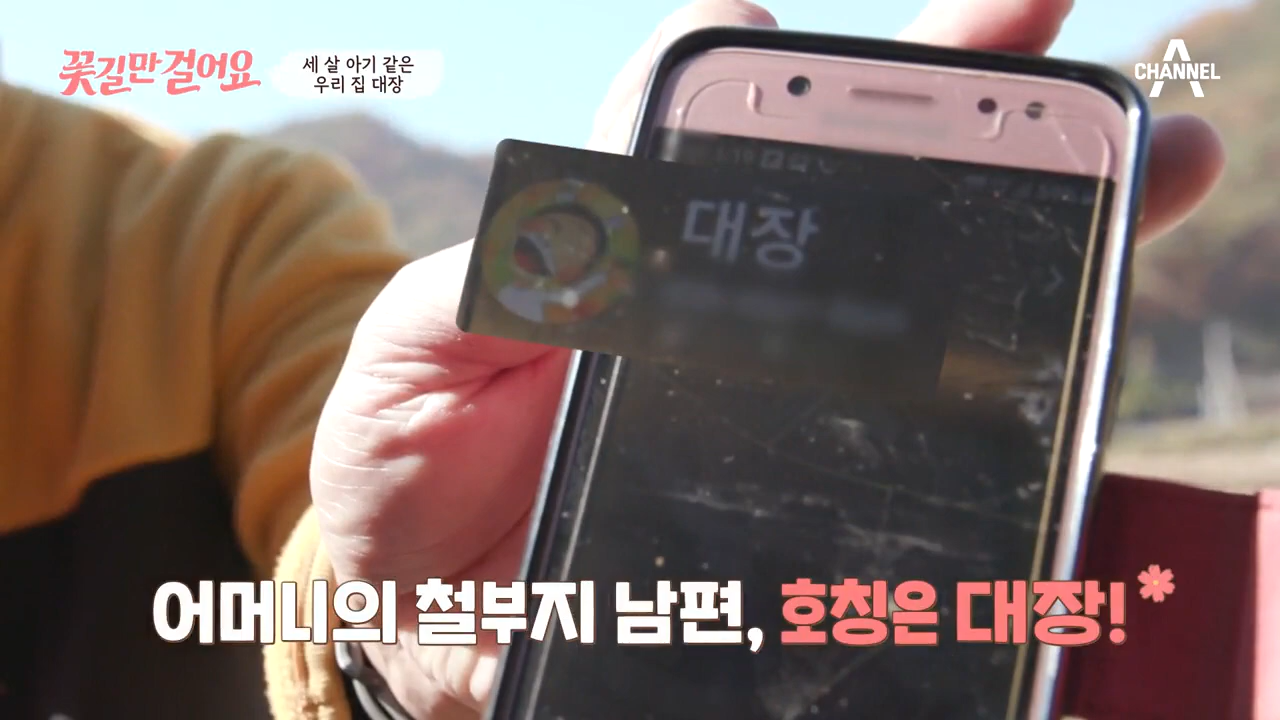 꽃길만 걸어요
세 살 아기 같은
우리 집 대장
CHANNEL A
대장
어머니의 철부지 남편, 호칭은 대장!